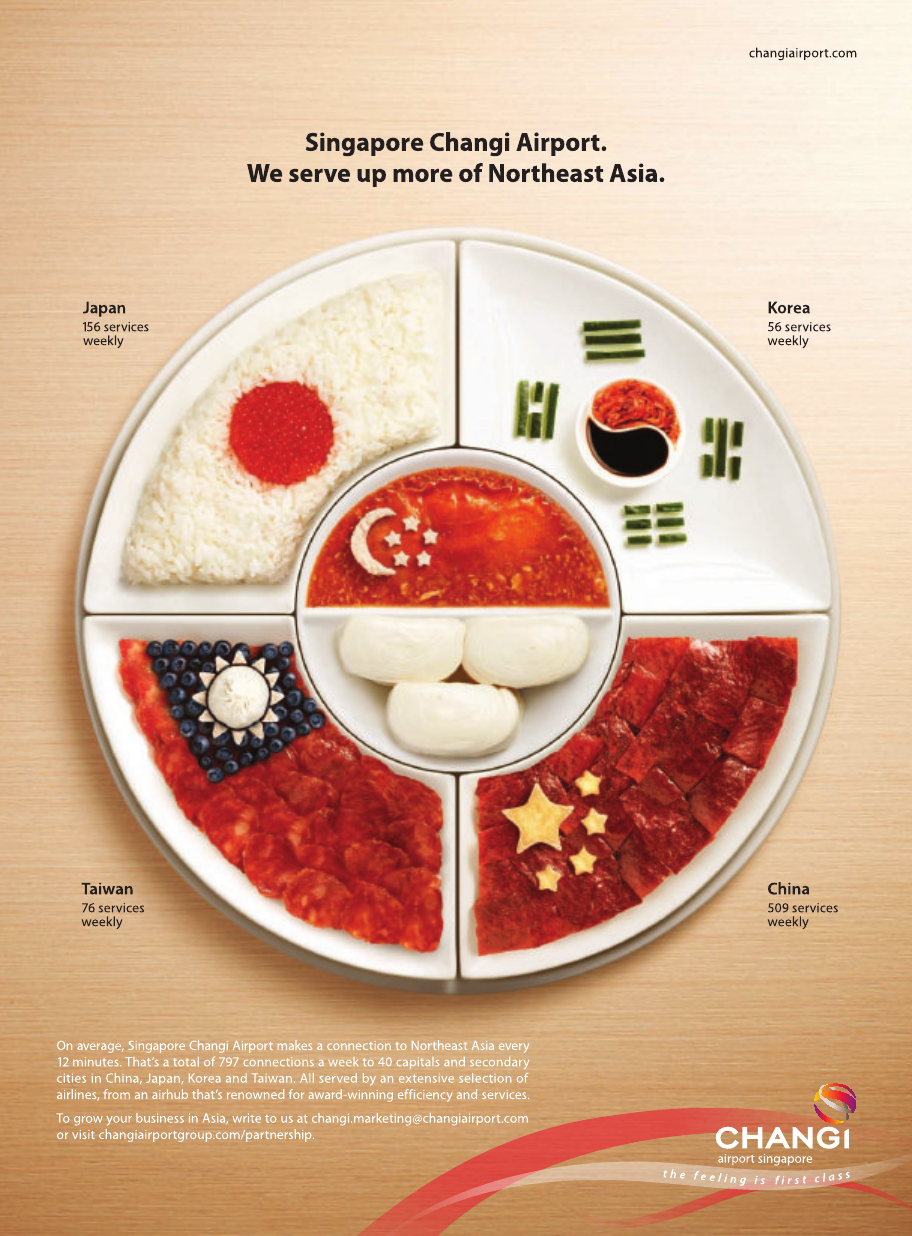 changiairport.com
Singapore Changi Airport.
We serve up more of Northeast Asia.
Japan
156 services
weekly
Korea
56 services
weekly
Taiwan
76 services
weekly
China
509 services
weekly
On average, Singapore Changi Airport makes a connection to Northeast Asia every
12 minutes. That's a total of 797 connections a week to 40 capitals and secondary
cities in China, Japan, Korea and Taiwan. All served by an extensive selection of
airlines, from an airhub that's renowned for award-winning efficiency and services.
To grow your business in Asia, write to us at changi.marketing@changiairport.com
or visit changiairportgroup.com/partnership.
CHANGI
airport singapore
the feeling is first class